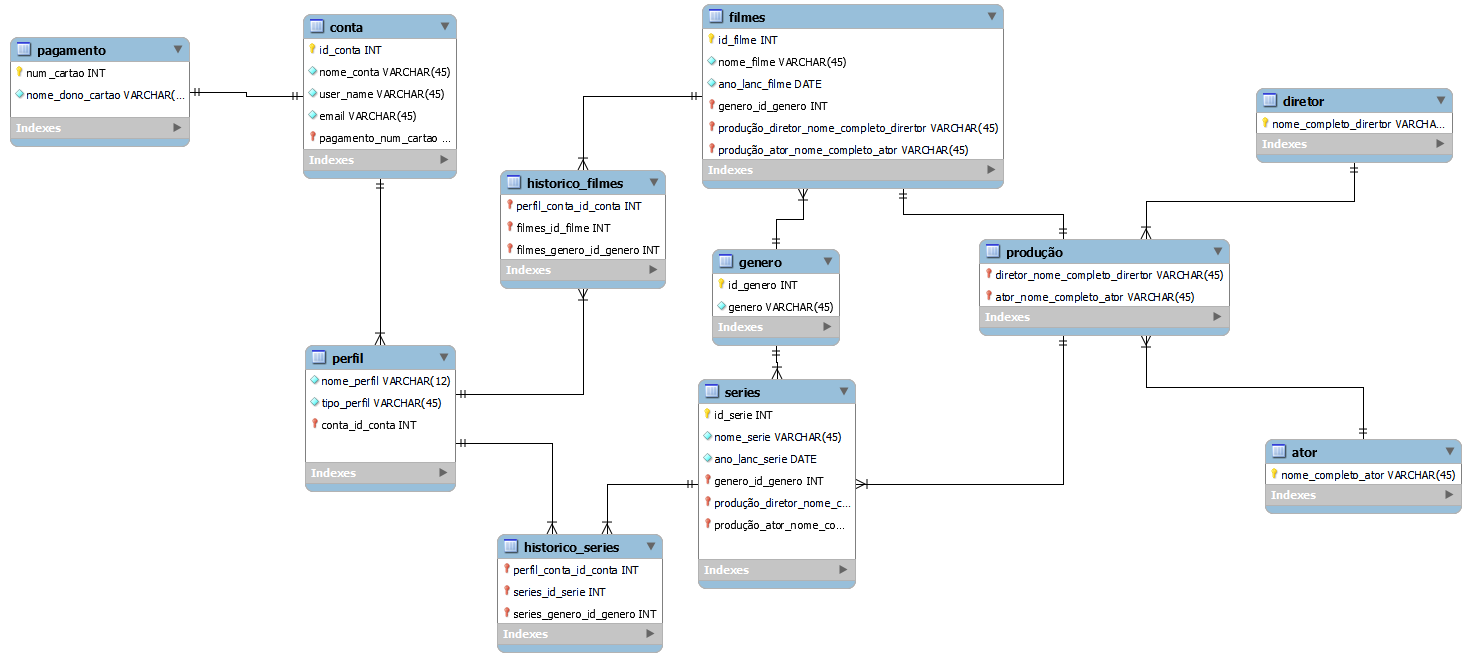 pagamento
num_cartao INT
nome_dono_cartao VARCHAR(...
Indexes
conta
id_conta INT
nome_conta VARCHAR(45)
user_name VARCHAR(45)
email VARCHAR(45)
pagamento_num_cartao ...
Indexes
filmes
id_filme INT
nome_filme VARCHAR(45)
ano_lanc_filme DATE
genero_id_genero INT
produção_diretor_nome_completo_dirertor VARCHAR(45)
produção_ator_nome_completo_ator VARCHAR(45)
Indexes
diretor
nome_completo_dirertor VARCHA...
Indexes
historico_filmes
perfil_conta_id_conta INT
filmes_id_filme INT
filmes_genero_id_genero INT
Indexes
genero
id_genero INT
genero VARCHAR(45)
Indexes
produção
diretor_nome_completo_dirertor VARCHAR(45)
ator_nome_completo_ator VARCHAR(45)
Indexes
perfil
nome_perfil VARCHAR(12)
tipo_perfil VARCHAR(45)
conta_id_conta INT
Indexes
series
id_serie INT
nome_serie VARCHAR(45)
ano_lanc_serie DATE
genero_id_genero INT
produção_diretor_nome_c...
produção_ator_nome_co...
Indexes
ator
nome_completo_ator VARCHAR(45)
Indexes
historico_series
perfil_conta_id_conta INT
series_id_serie INT
series_genero_id_genero INT
Indexes